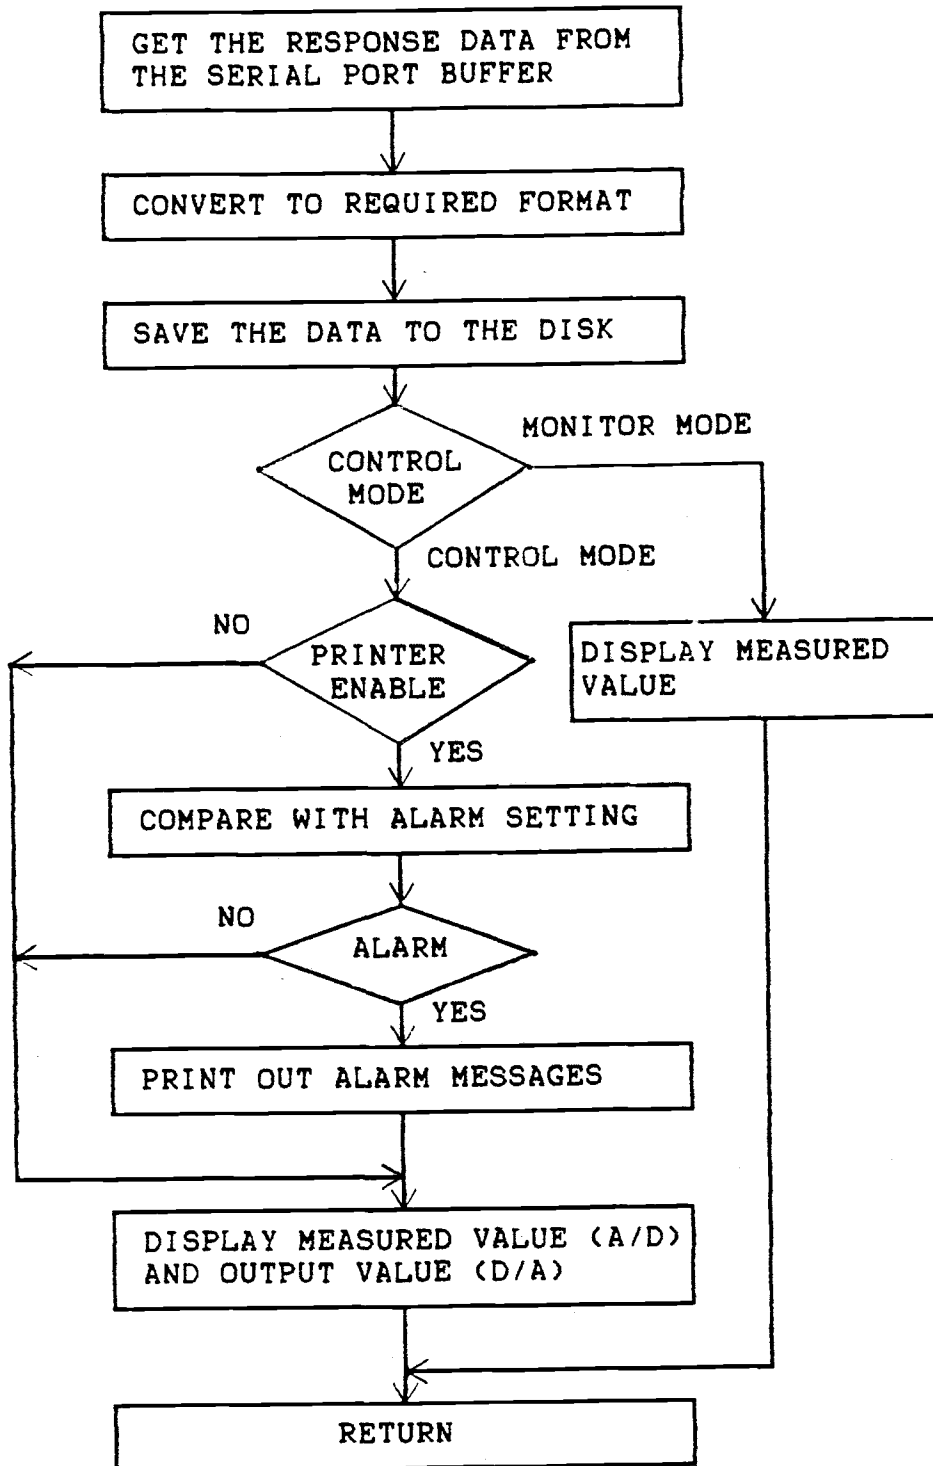 GET THE RESPONSE DATA FROM
THE SERIAL PORT BUFFER
CONVERT TO REQUIRED FORMAT
SAVE THE DATA TO THE DISK
MONITOR MODE
CONTROL
MODE
CONTROL MODE
NO
PRINTER
ENABLE
DISPLAY MEASURED
VALUE
YES
COMPARE WITH ALARM SETTING
NO
ALARM
YES
PRINT OUT ALARM MESSAGES
DISPLAY MEASURED VALUE (A/D)
AND OUTPUT VALUE (D/A)
RETURN